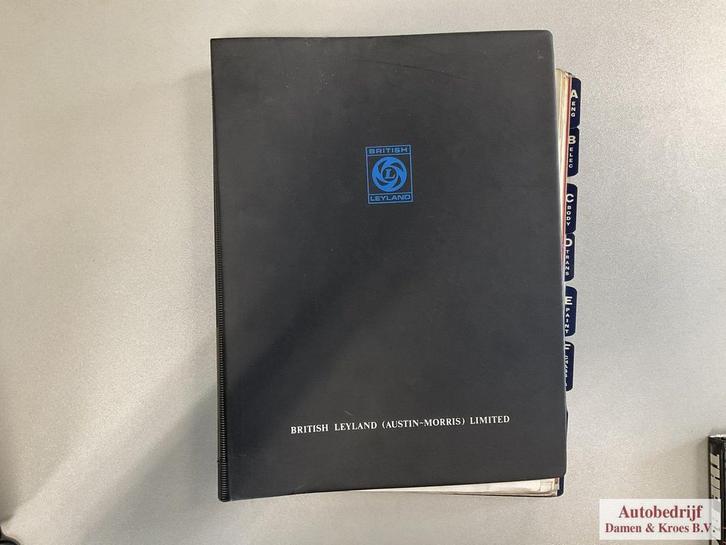 BRITISH
L
LEYLAND
BRITISH LEYLAND (AUSTIN-MORRIS) LIMITED
A
ENG
B
ELEC
C
BODY
D
TRANS
E
PAINT
F
Autobedrijf
Damen & Kroes B.V.